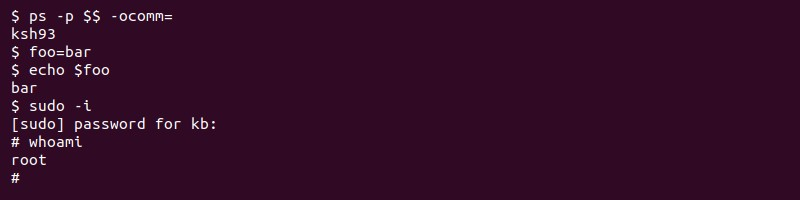 $ ps -p $$ -ocomm=
ksh93
$ foo=bar
$ echo $foo
bar
$ sudo -i
[sudo] password for kb:
# whoami
root
#